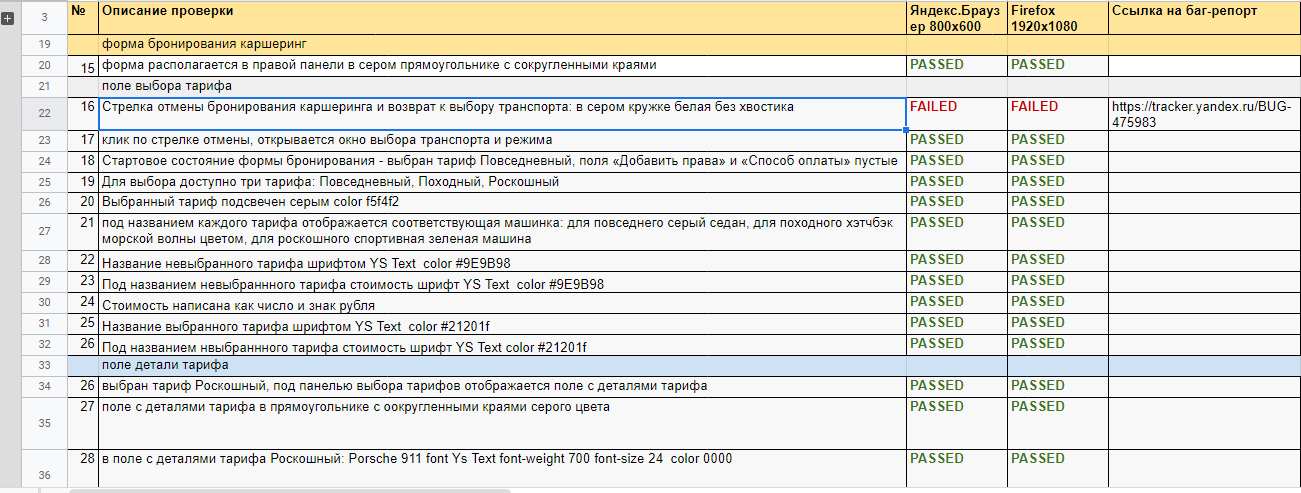 3 № Описание проверки Яндекс.Брауз Firefox Ссылка на баг-репорт
ер 800x600 1920x1080
19 форма бронирования каршеринг
20 15 форма располагается в правой панели в сером прямоугольнике с сокругленными краями PASSED PASSED
21 поле выбора тарифа
22 16 Стрелка отмены бронирования каршеринга и возврат к выбору транспорта: в сером кружке белая без хвостика FAILED FAILED https://tracker.yandex.ru/BUG-
475983
23 17 клик по стрелке отмены, открывается окно выбора транспорта и режима PASSED PASSED
24 18 Стартовое состояние формы бронирования - выбран тариф Повседневный, поля «Добавить права» и «Способ оплаты» пустые PASSED PASSED
25 19 Для выбора доступно три тарифа: Повседневный, Походный, Роскошный PASSED PASSED
26 20 Выбранный тариф подсвечен серым color f5f4f2 PASSED PASSED
27 21 под названием каждого тарифа отображается соответствующая машинка: для повседнего серый седан, для походного хэтчбэк PASSED PASSED
морской волны цветом, для роскошного спортивная зеленая машина
28 22 Название невыбранного тарифа шрифтом YS Text color #9E9B98 PASSED PASSED
29 23 Под названием невыбраннного тарифа стоимость шрифт YS Text color #9E9B98 PASSED PASSED
30 24 Стоимость написана как число и знак рубля PASSED PASSED
31 25 Название выбранного тарифа шрифтом YS Text color #21201f PASSED PASSED
32 26 Под названием нвыбраннного тарифа стоимость шрифт YS Text color #21201f PASSED PASSED
33 поле детали тарифа
34 26 выбран тариф Роскошный, под панелью выбора тарифов отображается поле с деталями тарифа PASSED PASSED
35 27 поле с деталями тарифа в прямоугольнике с оокругленными краями серого цвета PASSED PASSED
36 28 в поле с деталями тарифа Роскошный: Porsche 911 font Ys Text font-weight 700 font-size 24 color 0000 PASSED PASSED